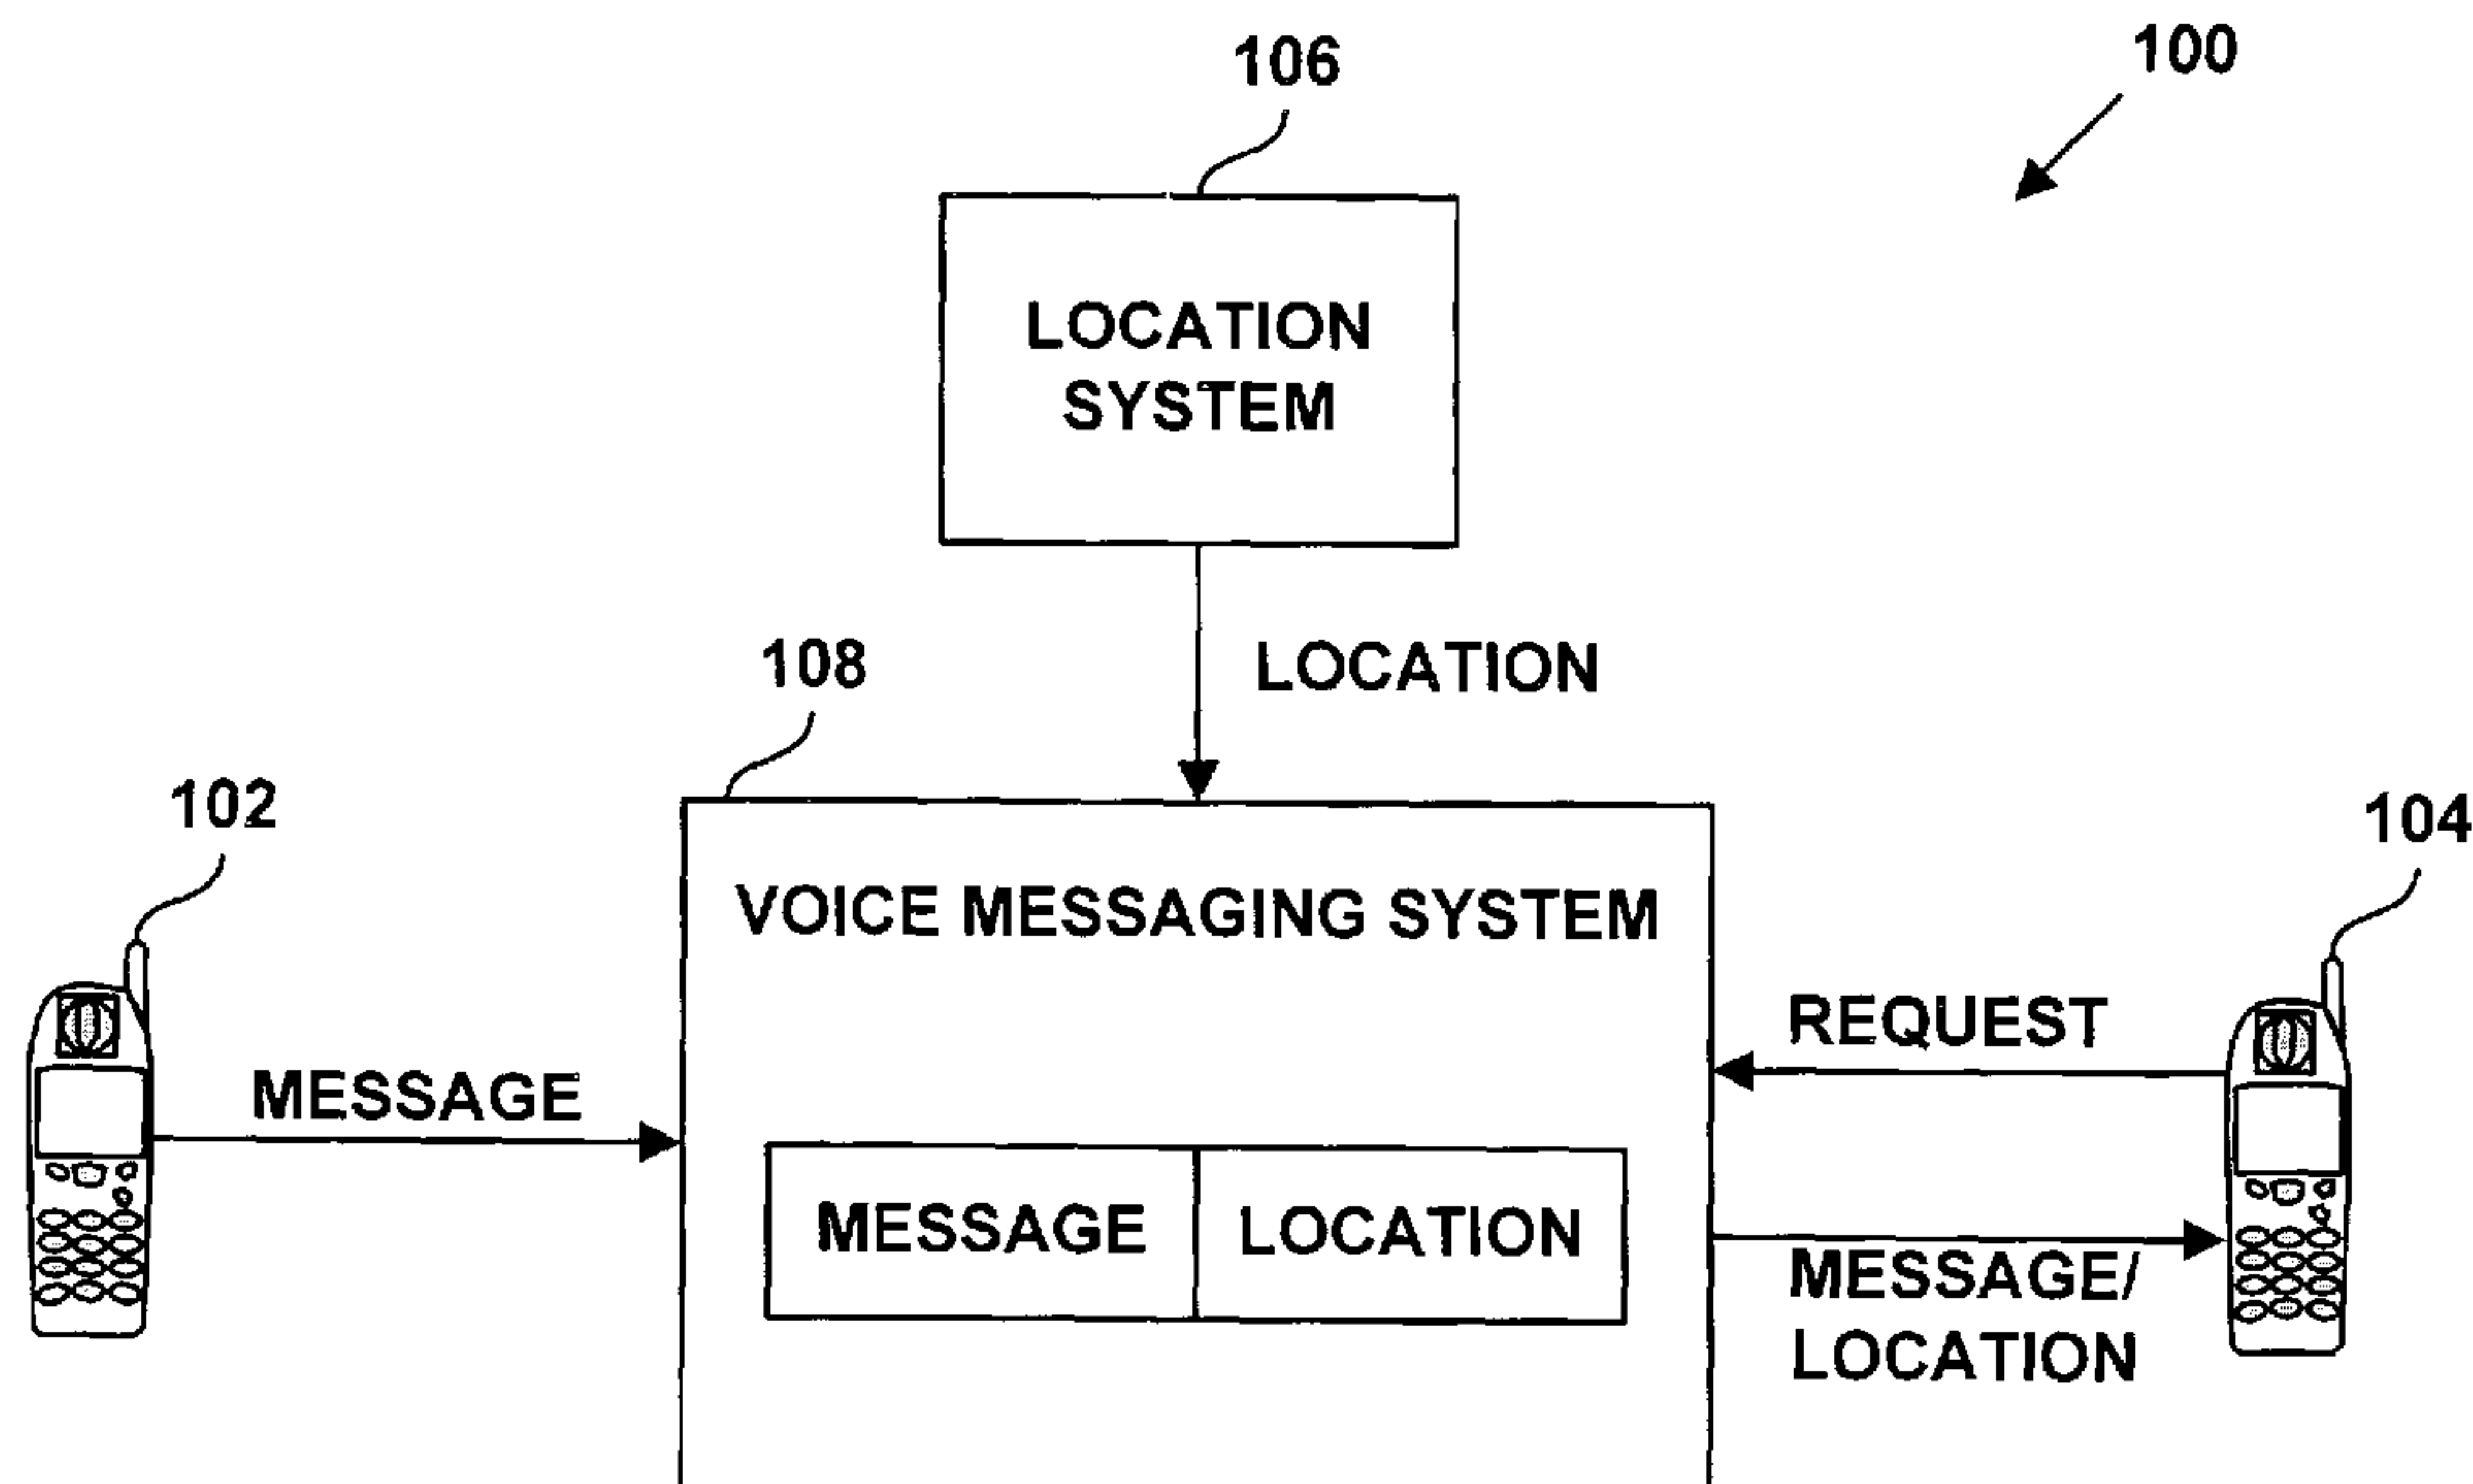 106
100
LOCATION
SYSTEM
108
LOCATION
102
104
VOICE MESSAGING SYSTEM
REQUEST
MESSAGE
MESSAGE
LOCATION
MESSAGE/
LOCATION